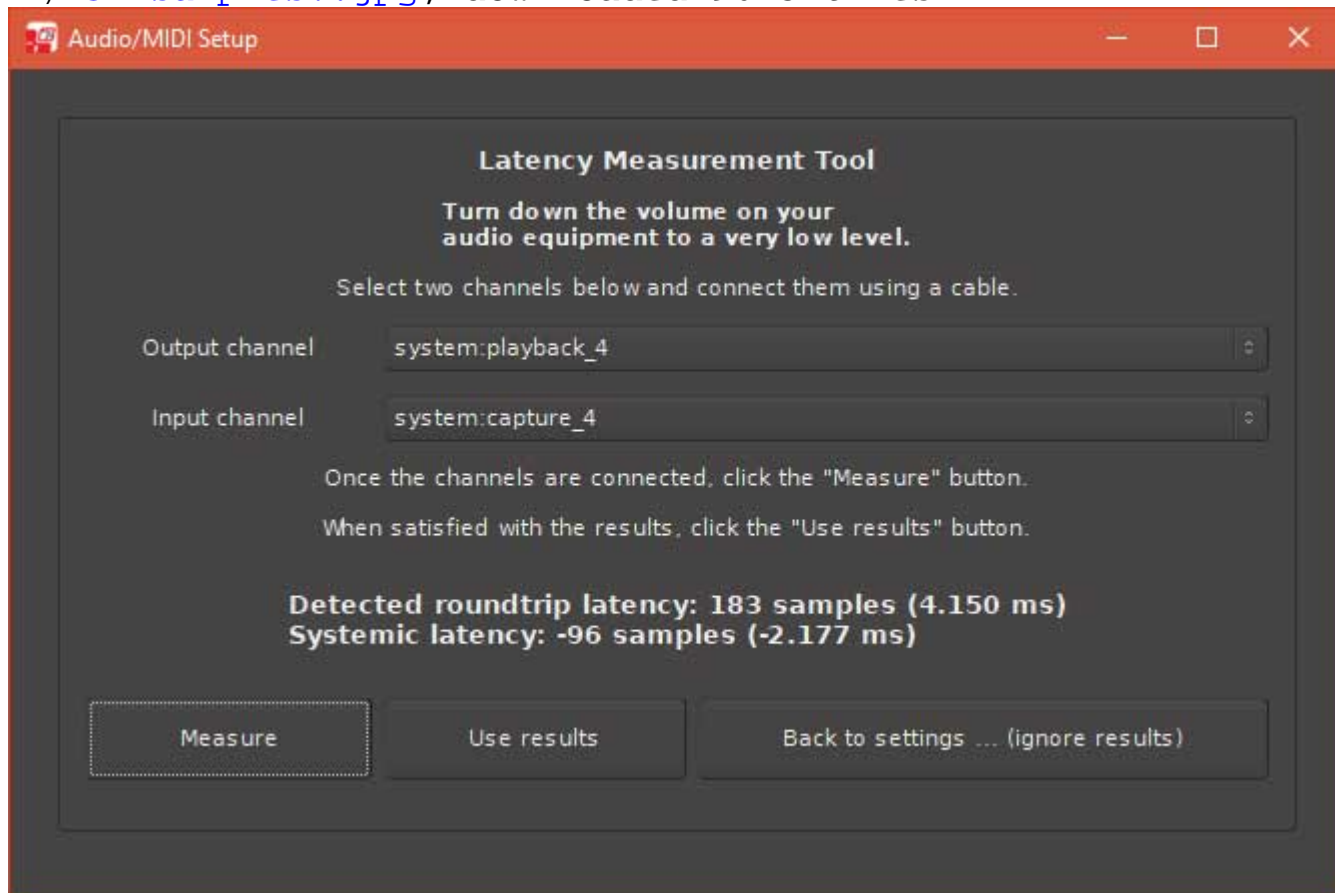 Audio/MIDI Setup
Latency Measurement Tool
Turn down the volume on your
audio equipment to a very low level.
Select two channels below and connect them using a cable.
Output channel system:playback_4
Input channel system:capture_4
Once the channels are connected, click the "Measure" button.
When satisfied with the results, click the "Use results" button.
Detected roundtrip latency: 183 samples (4.150 ms)
Systemic latency: -96 samples (-2.177 ms)
Measure Use results Back to settings ... (ignore results)